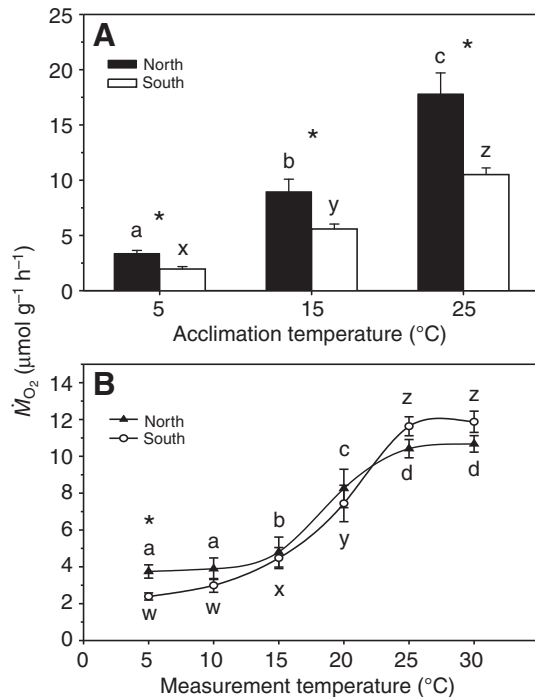 A
North
South
25
20
15
10
5
0
a
*
x
b
*
y
c
*
z
5 15 25
Acclimation temperature (°C)
Ṁ_O₂ (μmol g⁻¹ h⁻¹)
B
North
South
14
12
10
8
6
4
2
0
*
a
w
a
w
b
x
c
y
z
d
z
d
0 5 10 15 20 25 30
Measurement temperature (°C)